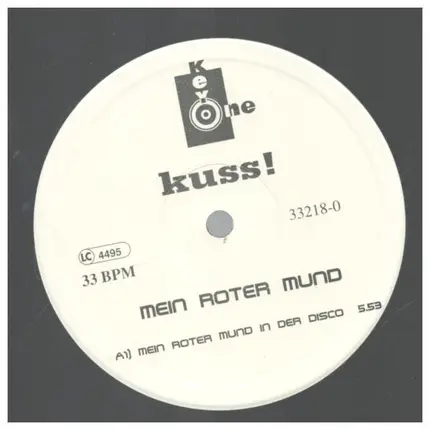 Key One
kuss!
33218-0
LC 4495
33 BPM
MEIN ROTER MUND
A1) MEIN ROTER MUND IN DER DISCO 5.53